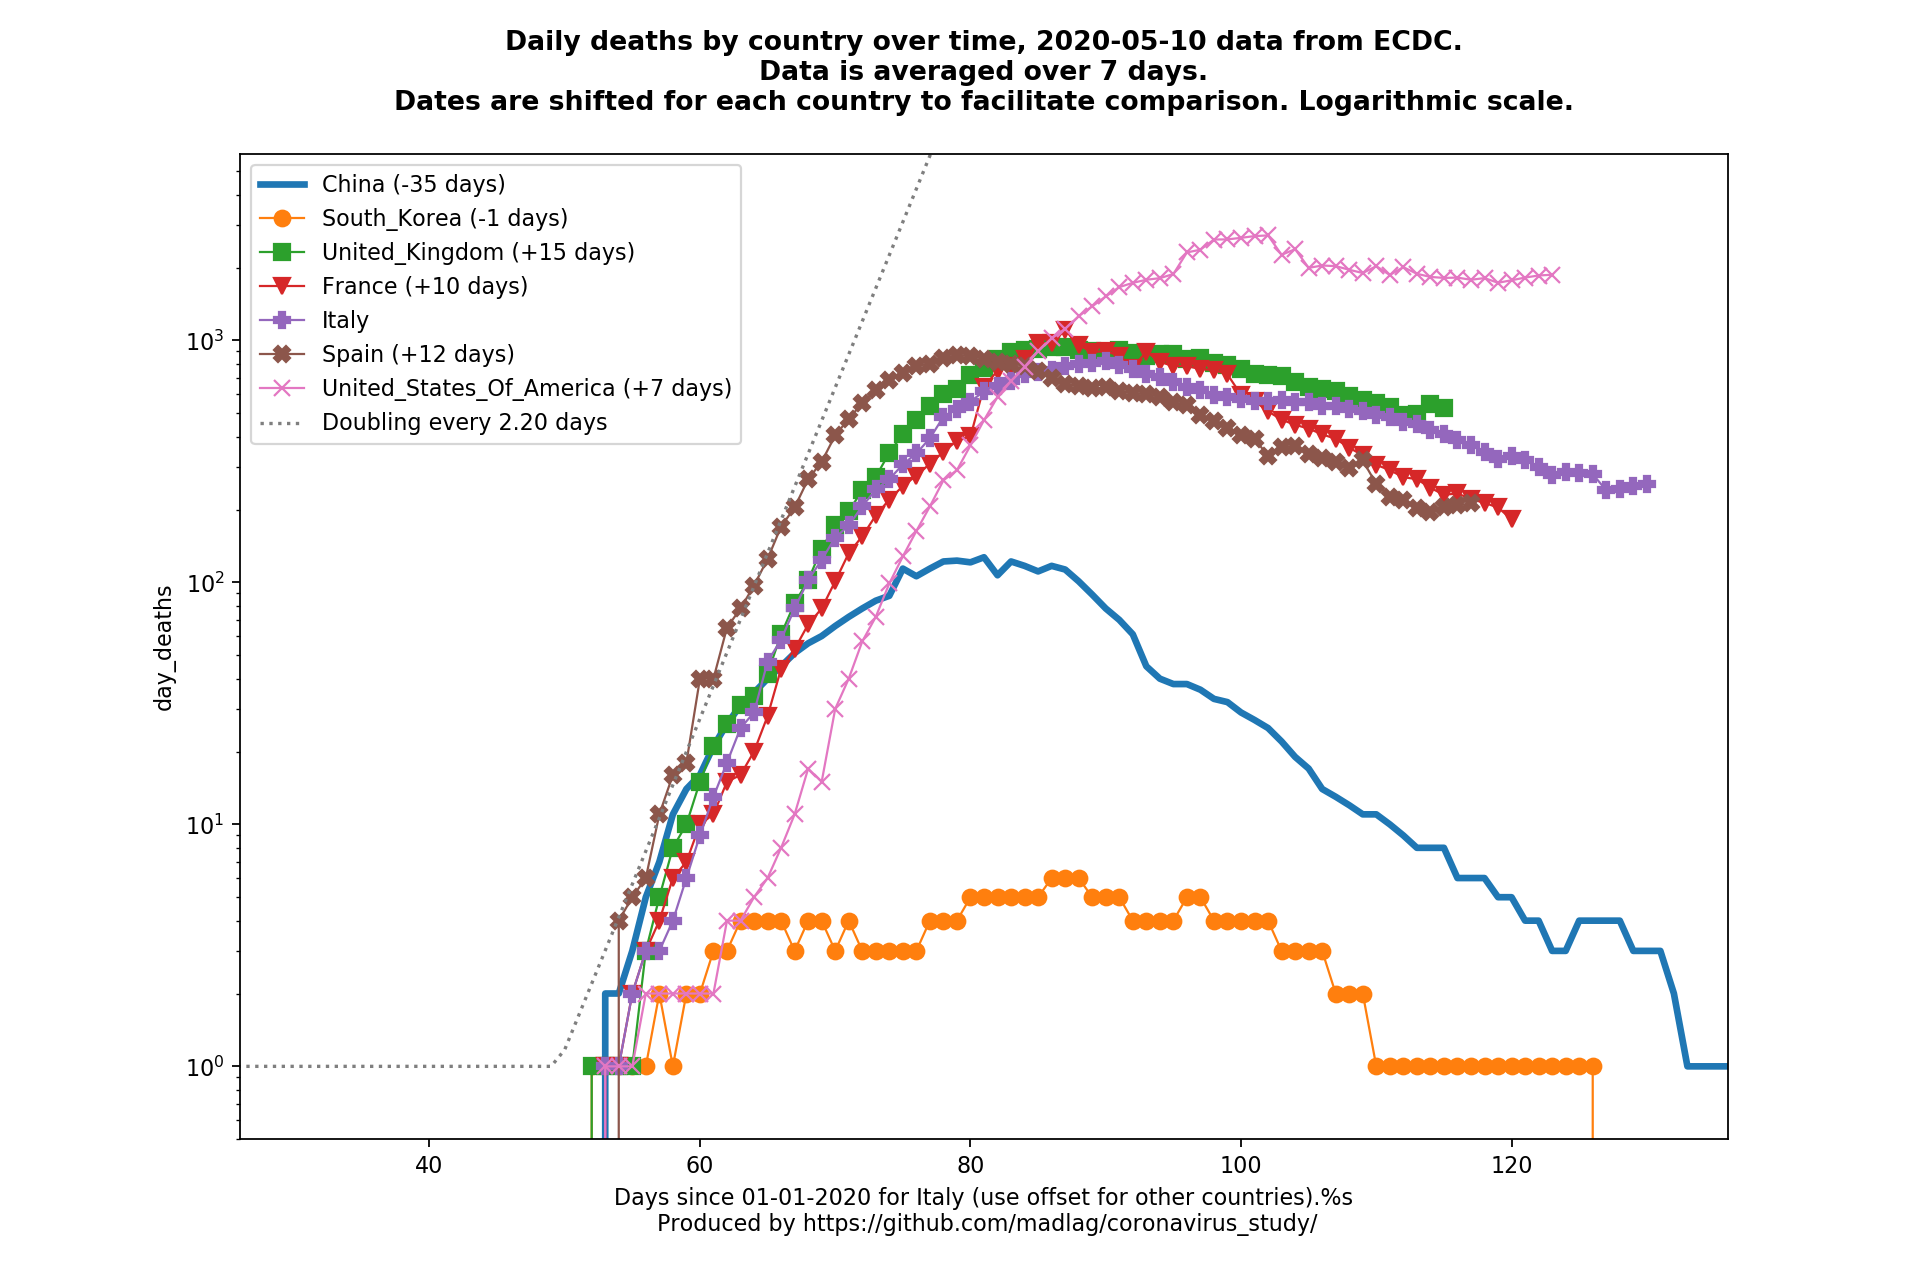 Daily deaths by country over time, 2020-05-10 data from ECDC.
Data is averaged over 7 days.
Dates are shifted for each country to facilitate comparison. Logarithmic scale.
China (-35 days)
South_Korea (-1 days)
United_Kingdom (+15 days)
France (+10 days)
Italy
Spain (+12 days)
United_States_Of_America (+7 days)
Doubling every 2.20 days
day_deaths
10³
10²
10¹
10⁰
40 60 80 100 120
Days since 01-01-2020 for Italy (use offset for other countries).%s
Produced by https://github.com/madlag/coronavirus_study/